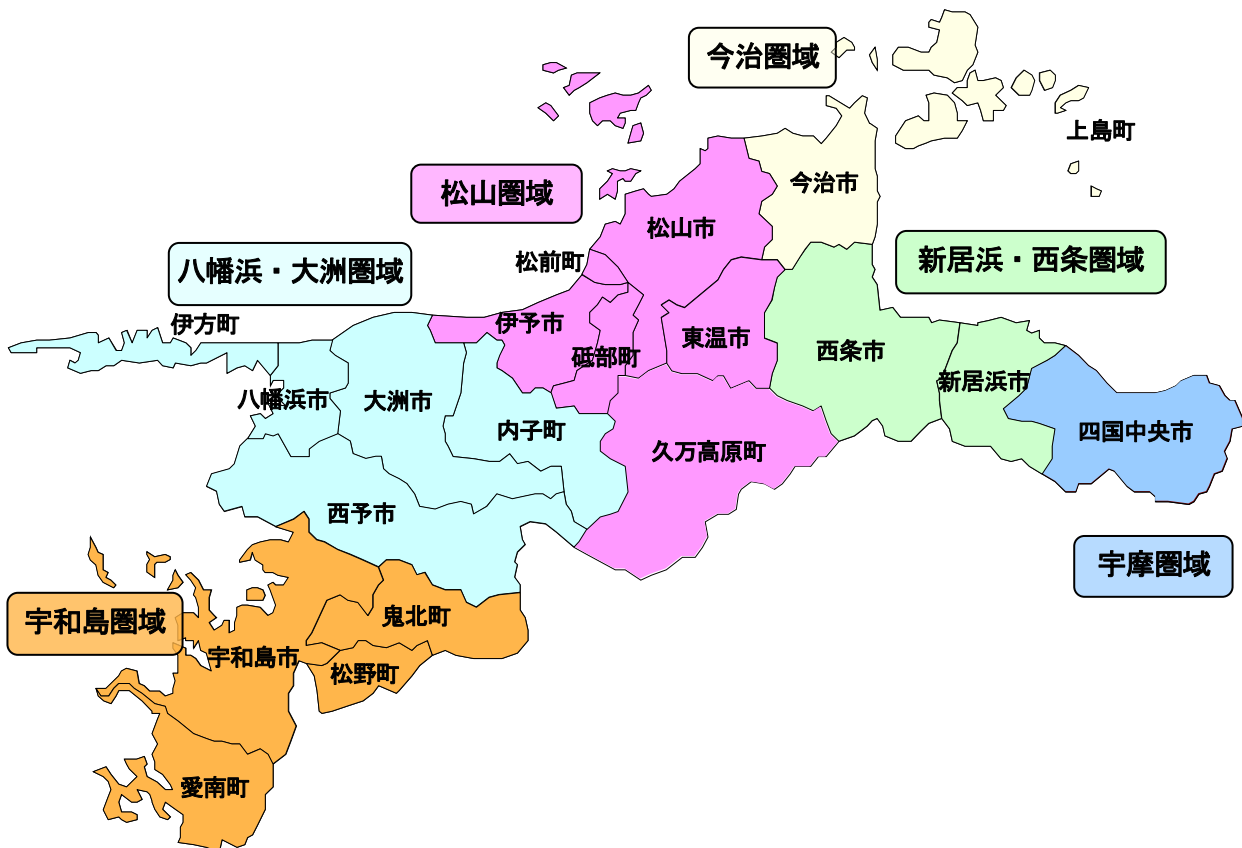 今治圏域
上島町
今治市
松山圏域
松山市
新居浜・西条圏域
松前町
八幡浜・大洲圏域
伊方町
伊予市
東温市
砥部町
西条市
新居浜市
八幡浜市
大洲市
内子町
久万高原町
四国中央市
西予市
宇摩圏域
宇和島圏域
鬼北町
宇和島市
松野町
愛南町